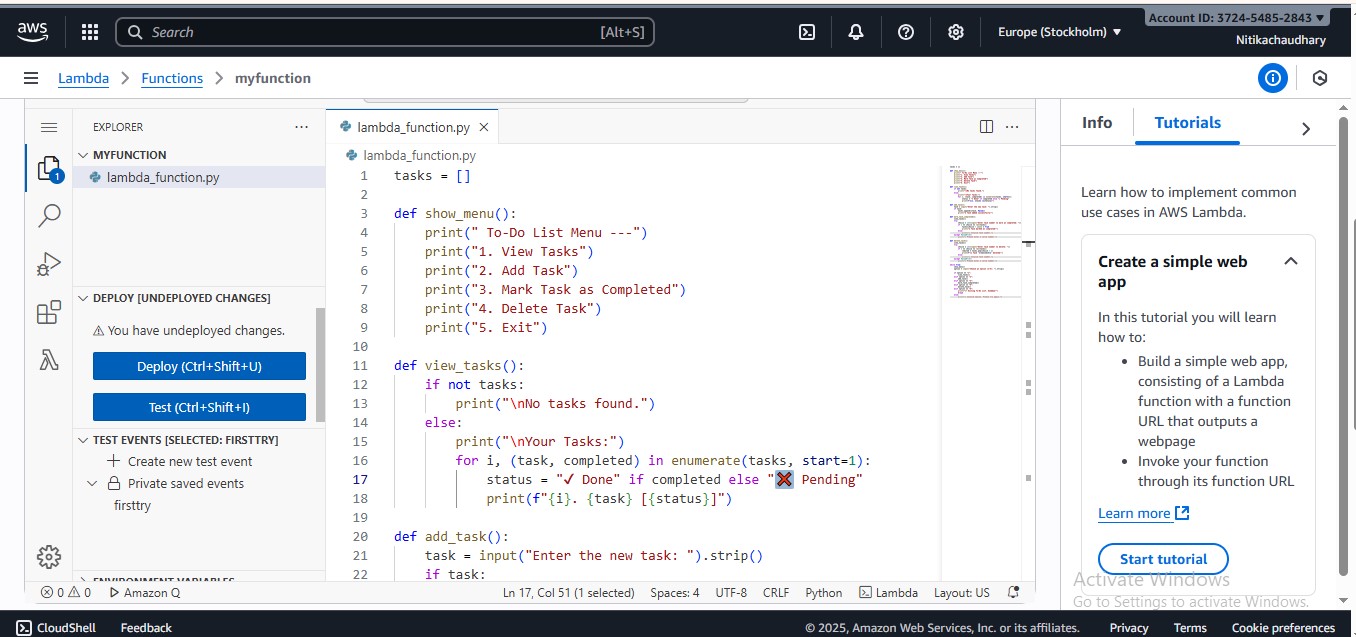 aws
Search [Alt+S]
Europe (Stockholm) ▼
Account ID: 3724-5485-2843 ▼
Nitikachaudhary
Lambda > Functions > myfunction
EXPLORER ...
MYFUNCTION
lambda_function.py
1
DEPLOY [UNDEPLOYED CHANGES]
⚠ You have undeployed changes.
Deploy (Ctrl+Shift+U)
Test (Ctrl+Shift+I)
TEST EVENTS [SELECTED: FIRSTTRY]
+ Create new test event
Private saved events
firsttry
ENVIRONMENT VARIABLES
lambda_function.py ×
lambda_function.py
1 tasks = []
2
3 def show_menu():
4     print(" To-Do List Menu ---")
5     print("1. View Tasks")
6     print("2. Add Task")
7     print("3. Mark Task as Completed")
8     print("4. Delete Task")
9     print("5. Exit")
10
11 def view_tasks():
12     if not tasks:
13         print("\nNo tasks found.")
14     else:
15         print("\nYour Tasks:")
16         for i, (task, completed) in enumerate(tasks, start=1):
17             status = "✓ Done" if completed else "❌ Pending"
18             print(f"{i}. {task} [{status}]")
19
20 def add_task():
21     task = input("Enter the new task: ").strip()
22     if task:
Info
Tutorials
Learn how to implement common
use cases in AWS Lambda.
Create a simple web
app
In this tutorial you will learn
how to:
• Build a simple web app,
consisting of a Lambda
function with a function
URL that outputs a
webpage
• Invoke your function
through its function URL
Learn more
Start tutorial
Activate Windows
Go to Settings to activate Windows.
0 ⚠ 0 Amazon Q
Ln 17, Col 51 (1 selected) Spaces: 4 UTF-8 CRLF Python Lambda Layout: US
CloudShell Feedback
© 2025, Amazon Web Services, Inc. or its affiliates. Privacy Terms Cookie preferences